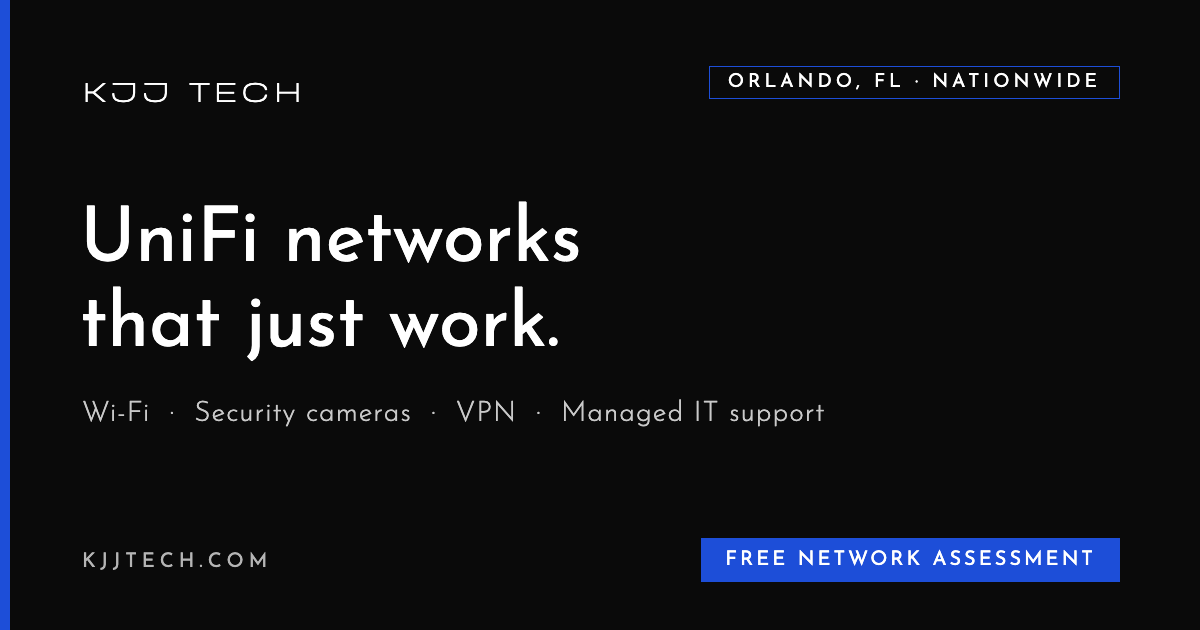 KJJ TECH
ORLANDO, FL · NATIONWIDE
UniFi networks
that just work.
Wi-Fi · Security cameras · VPN · Managed IT support
KJJTECH.COM
FREE NETWORK ASSESSMENT